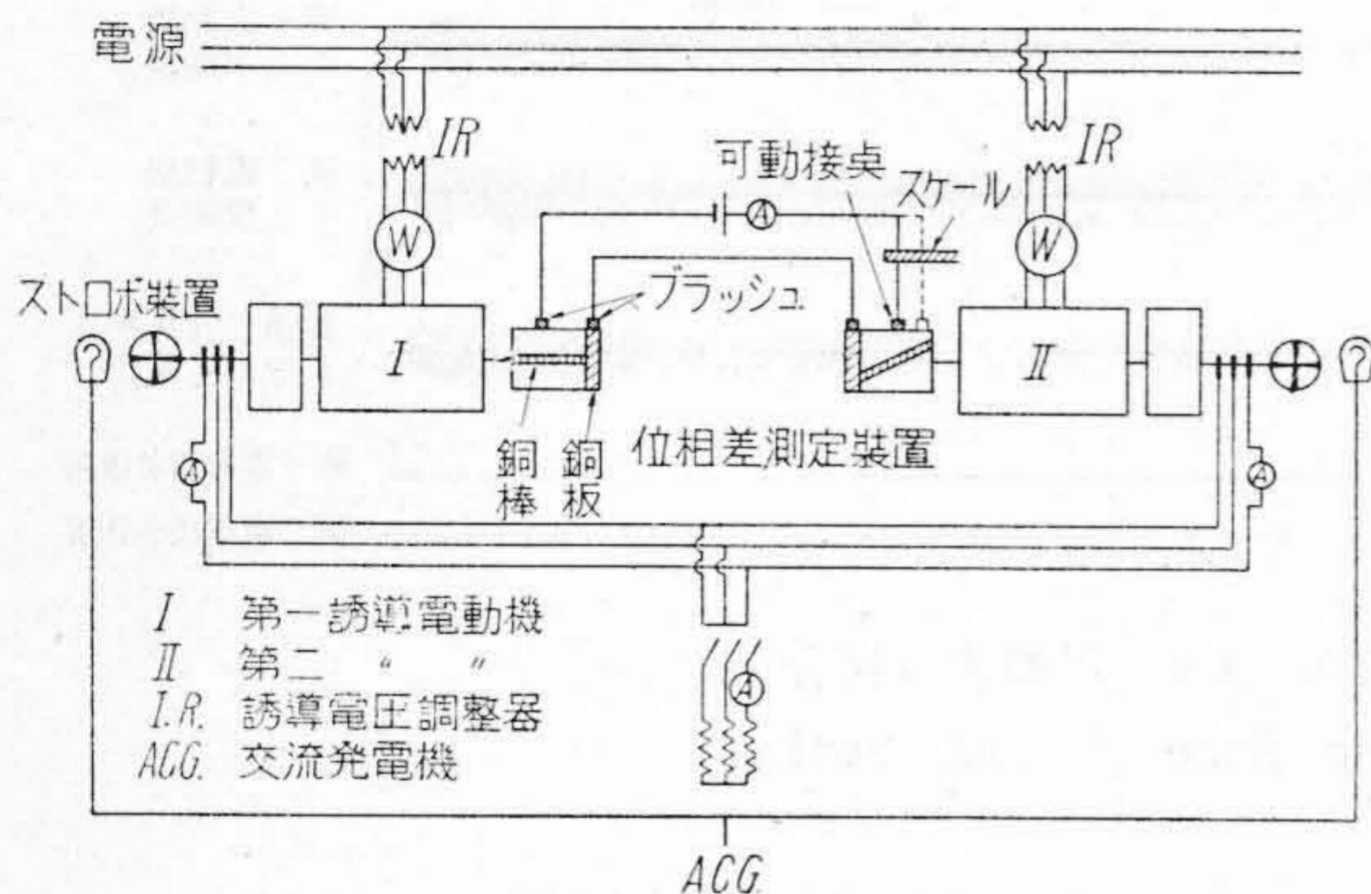 電源
IR
IR
可動接点
スケール
A
W
W
ストロボ装置
ブラッシュ
I
II
銅棒
銅板
位相差測定装置
A
A
I 第一誘導電動機
II 第二 〃 〃
I.R. 誘導電圧調整器
ACG. 交流発電機
A
ACG.